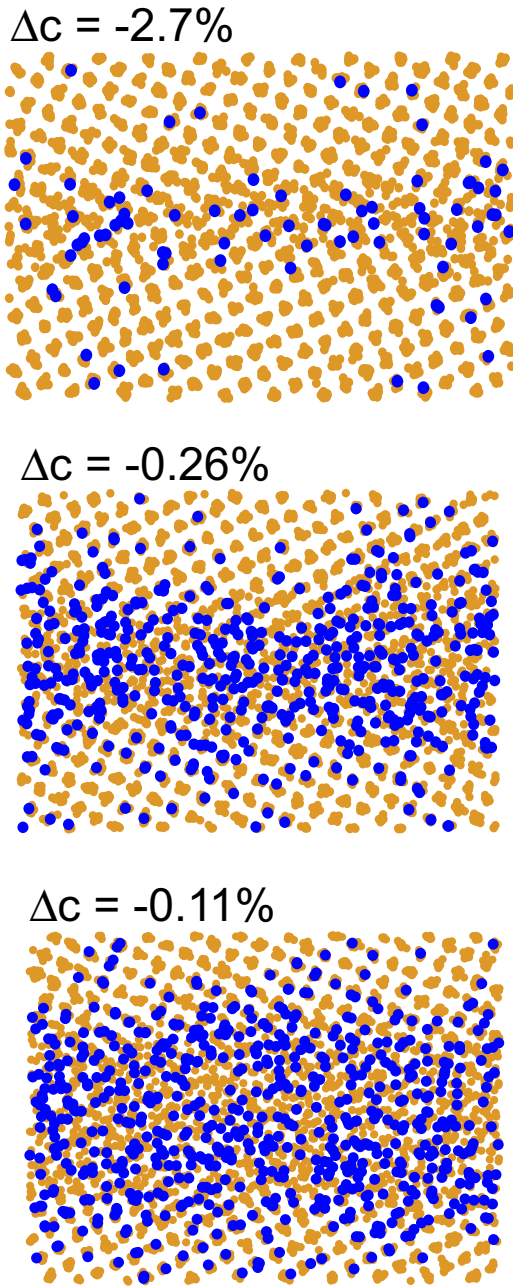 Δc = -2.7%
Δc = -0.26%
Δc = -0.11%